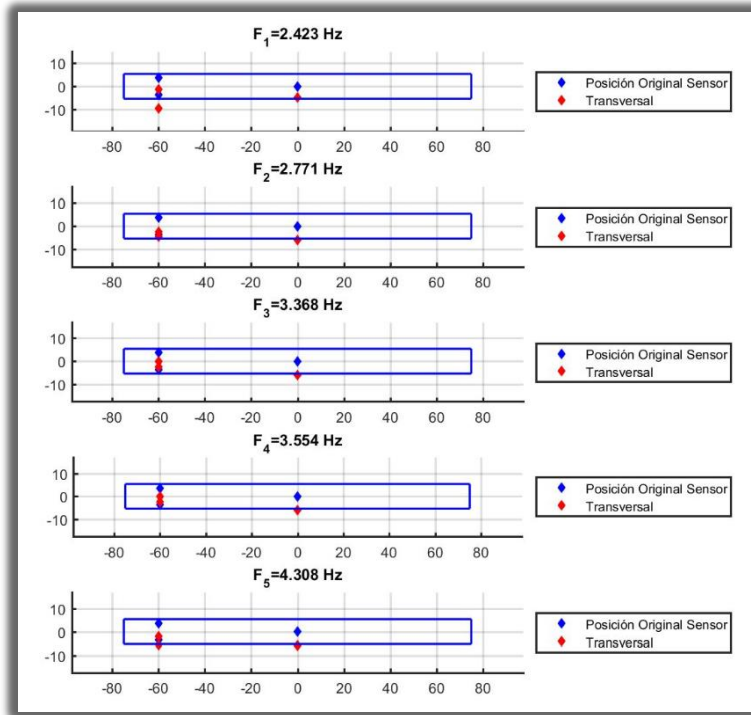 F1=2.423 Hz
10
0
-10
-80 -60 -40 -20 0 20 40 60 80
Posición Original Sensor
Transversal
F2=2.771 Hz
10
0
-10
-80 -60 -40 -20 0 20 40 60 80
Posición Original Sensor
Transversal
F3=3.368 Hz
10
0
-10
-80 -60 -40 -20 0 20 40 60 80
Posición Original Sensor
Transversal
F4=3.554 Hz
10
0
-10
-80 -60 -40 -20 0 20 40 60 80
Posición Original Sensor
Transversal
F5=4.308 Hz
10
0
-10
-80 -60 -40 -20 0 20 40 60 80
Posición Original Sensor
Transversal